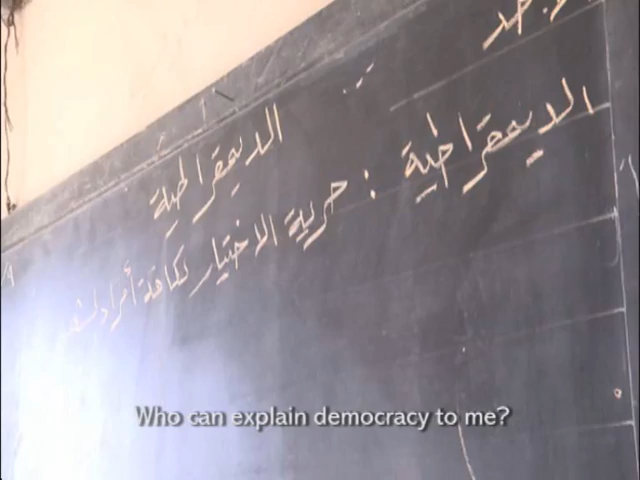 الديمقراطية
الديمقراطية : حرية الاختيار لكافة أفراد
Who can explain democracy to me?